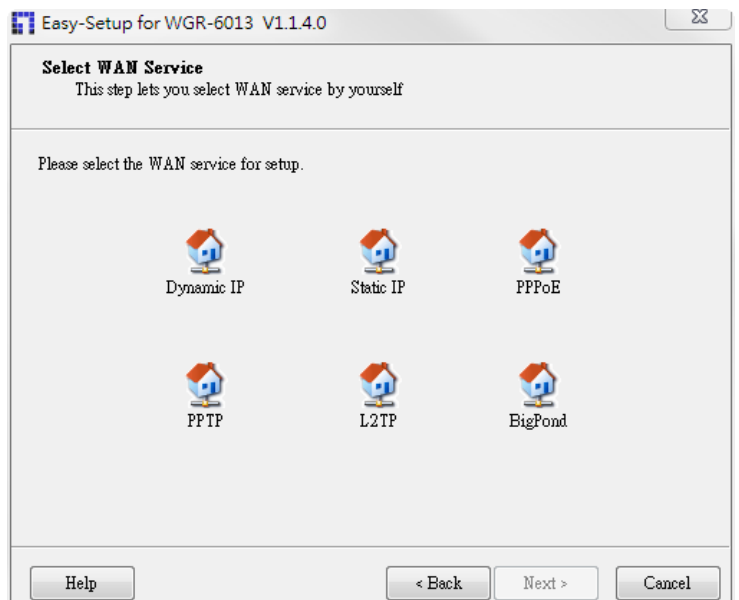 Easy-Setup for WGR-6013 V1.1.4.0
Select WAN Service
This step lets you select WAN service by yourself
Please select the WAN service for setup.
Dynamic IP
Static IP
PPPoE
PPTP
L2TP
BigPond
Help
< Back
Next >
Cancel